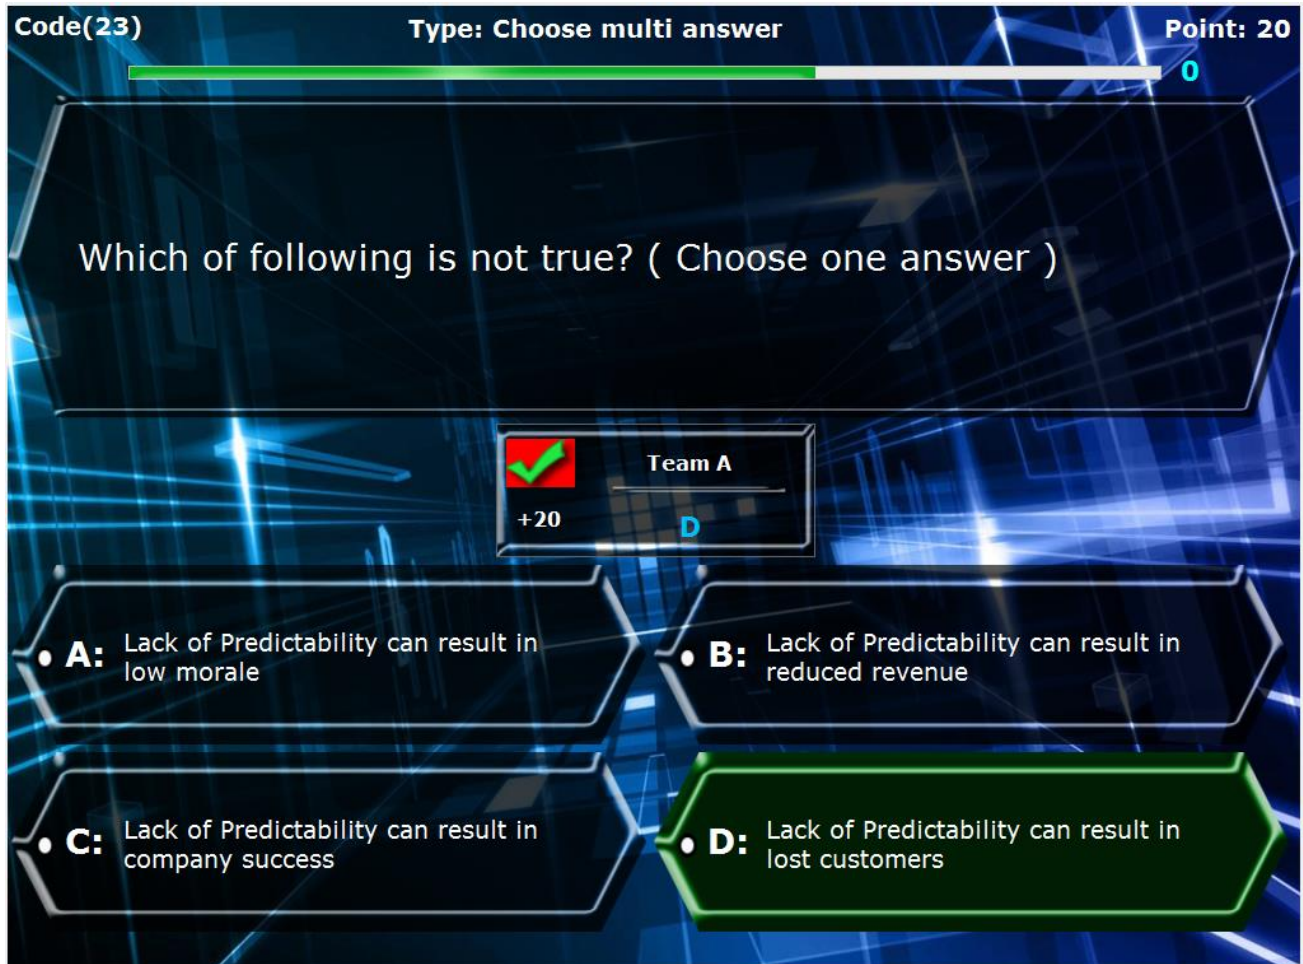 Code(23)
Type: Choose multi answer
Point: 20
0
Which of following is not true? ( Choose one answer )
Team A
+20
D
A: Lack of Predictability can result in
low morale
B: Lack of Predictability can result in
reduced revenue
C: Lack of Predictability can result in
company success
D: Lack of Predictability can result in
lost customers